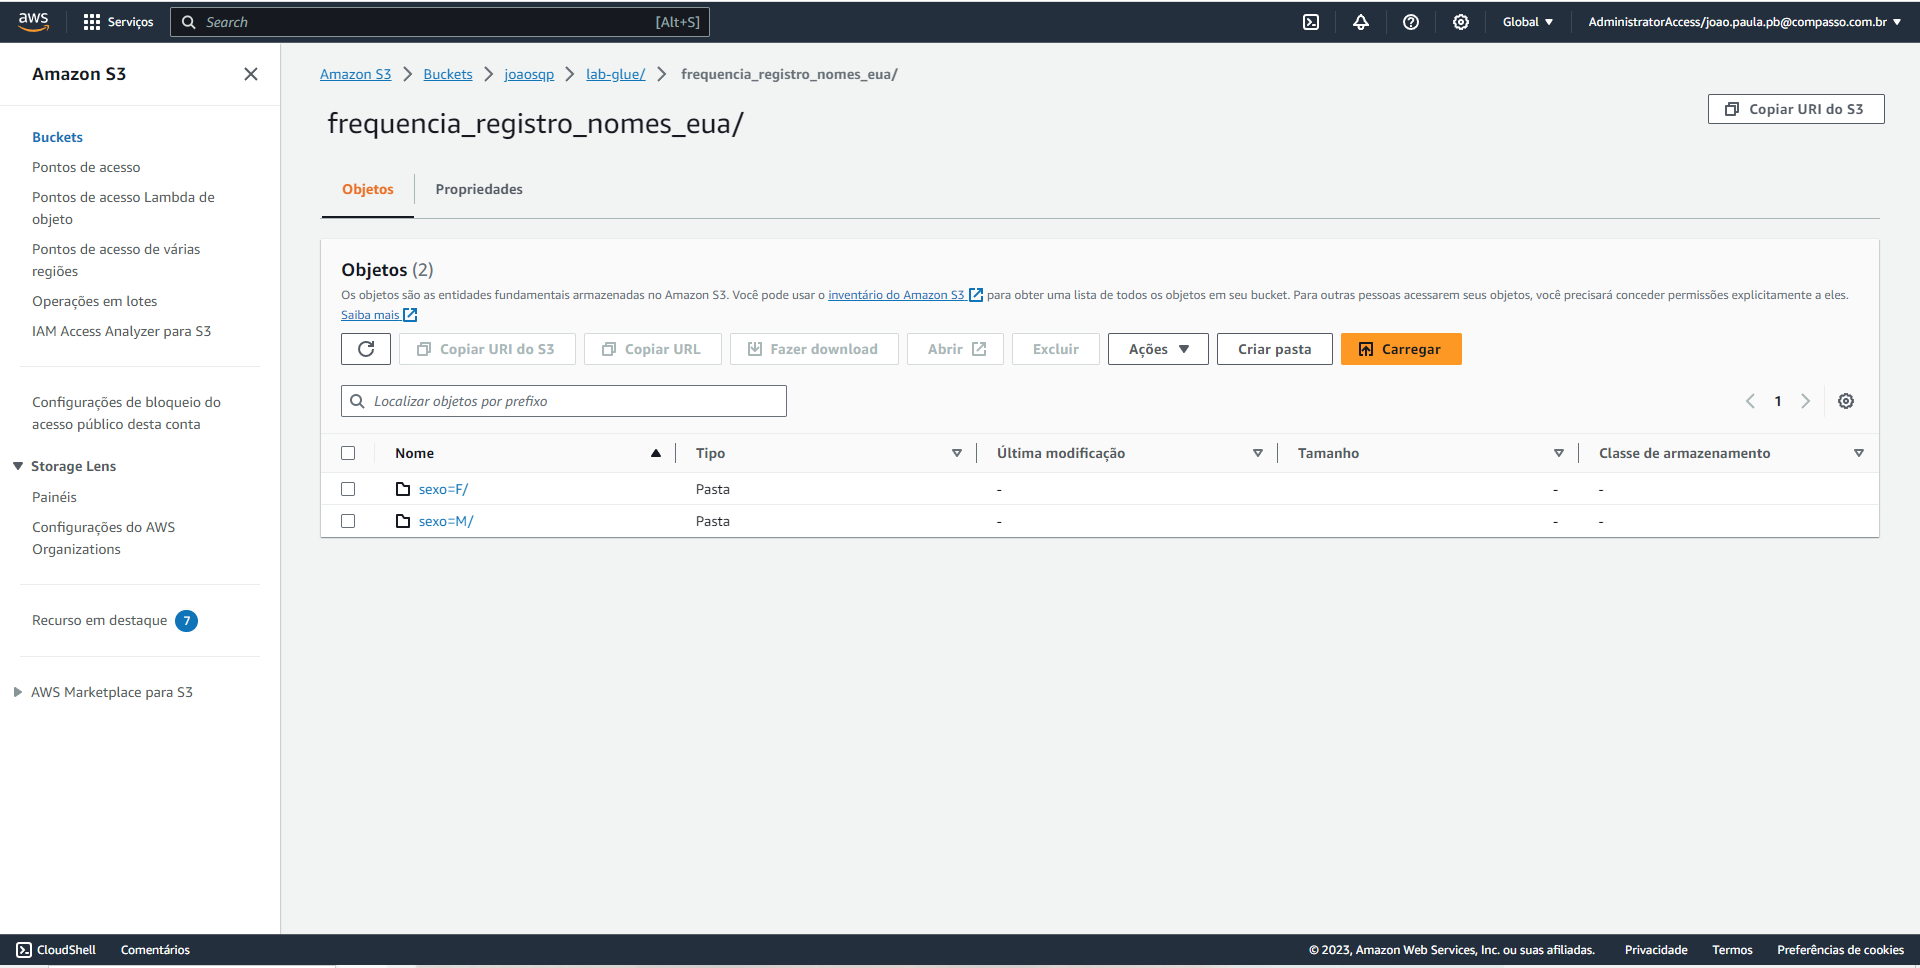 aws Serviços Search [Alt+S] Global AdministratorAccess/joao.paula.pb@compasso.com.br
Amazon S3
Buckets
Pontos de acesso
Pontos de acesso Lambda de
objeto
Pontos de acesso de várias
regiões
Operações em lotes
IAM Access Analyzer para S3
Configurações de bloqueio do
acesso público desta conta
Storage Lens
Painéis
Configurações do AWS
Organizations
Recurso em destaque 7
AWS Marketplace para S3
Amazon S3 Buckets joaosqp lab-glue/ frequencia_registro_nomes_eua/
frequencia_registro_nomes_eua/
Copiar URI do S3
Objetos Propriedades
Objetos (2)
Os objetos são as entidades fundamentais armazenadas no Amazon S3. Você pode usar o inventário do Amazon S3 para obter uma lista de todos os objetos em seu bucket. Para outras pessoas acessarem seus objetos, você precisará conceder permissões explicitamente a eles.
Saiba mais
Copiar URI do S3 Copiar URL Fazer download Abrir Excluir Ações Criar pasta Carregar
Localizar objetos por prefixo 1
Nome Tipo Última modificação Tamanho Classe de armazenamento
sexo=F/ Pasta - - -
sexo=M/ Pasta - - -
CloudShell Comentários © 2023, Amazon Web Services, Inc. ou suas afiliadas. Privacidade Termos Preferências de cookies